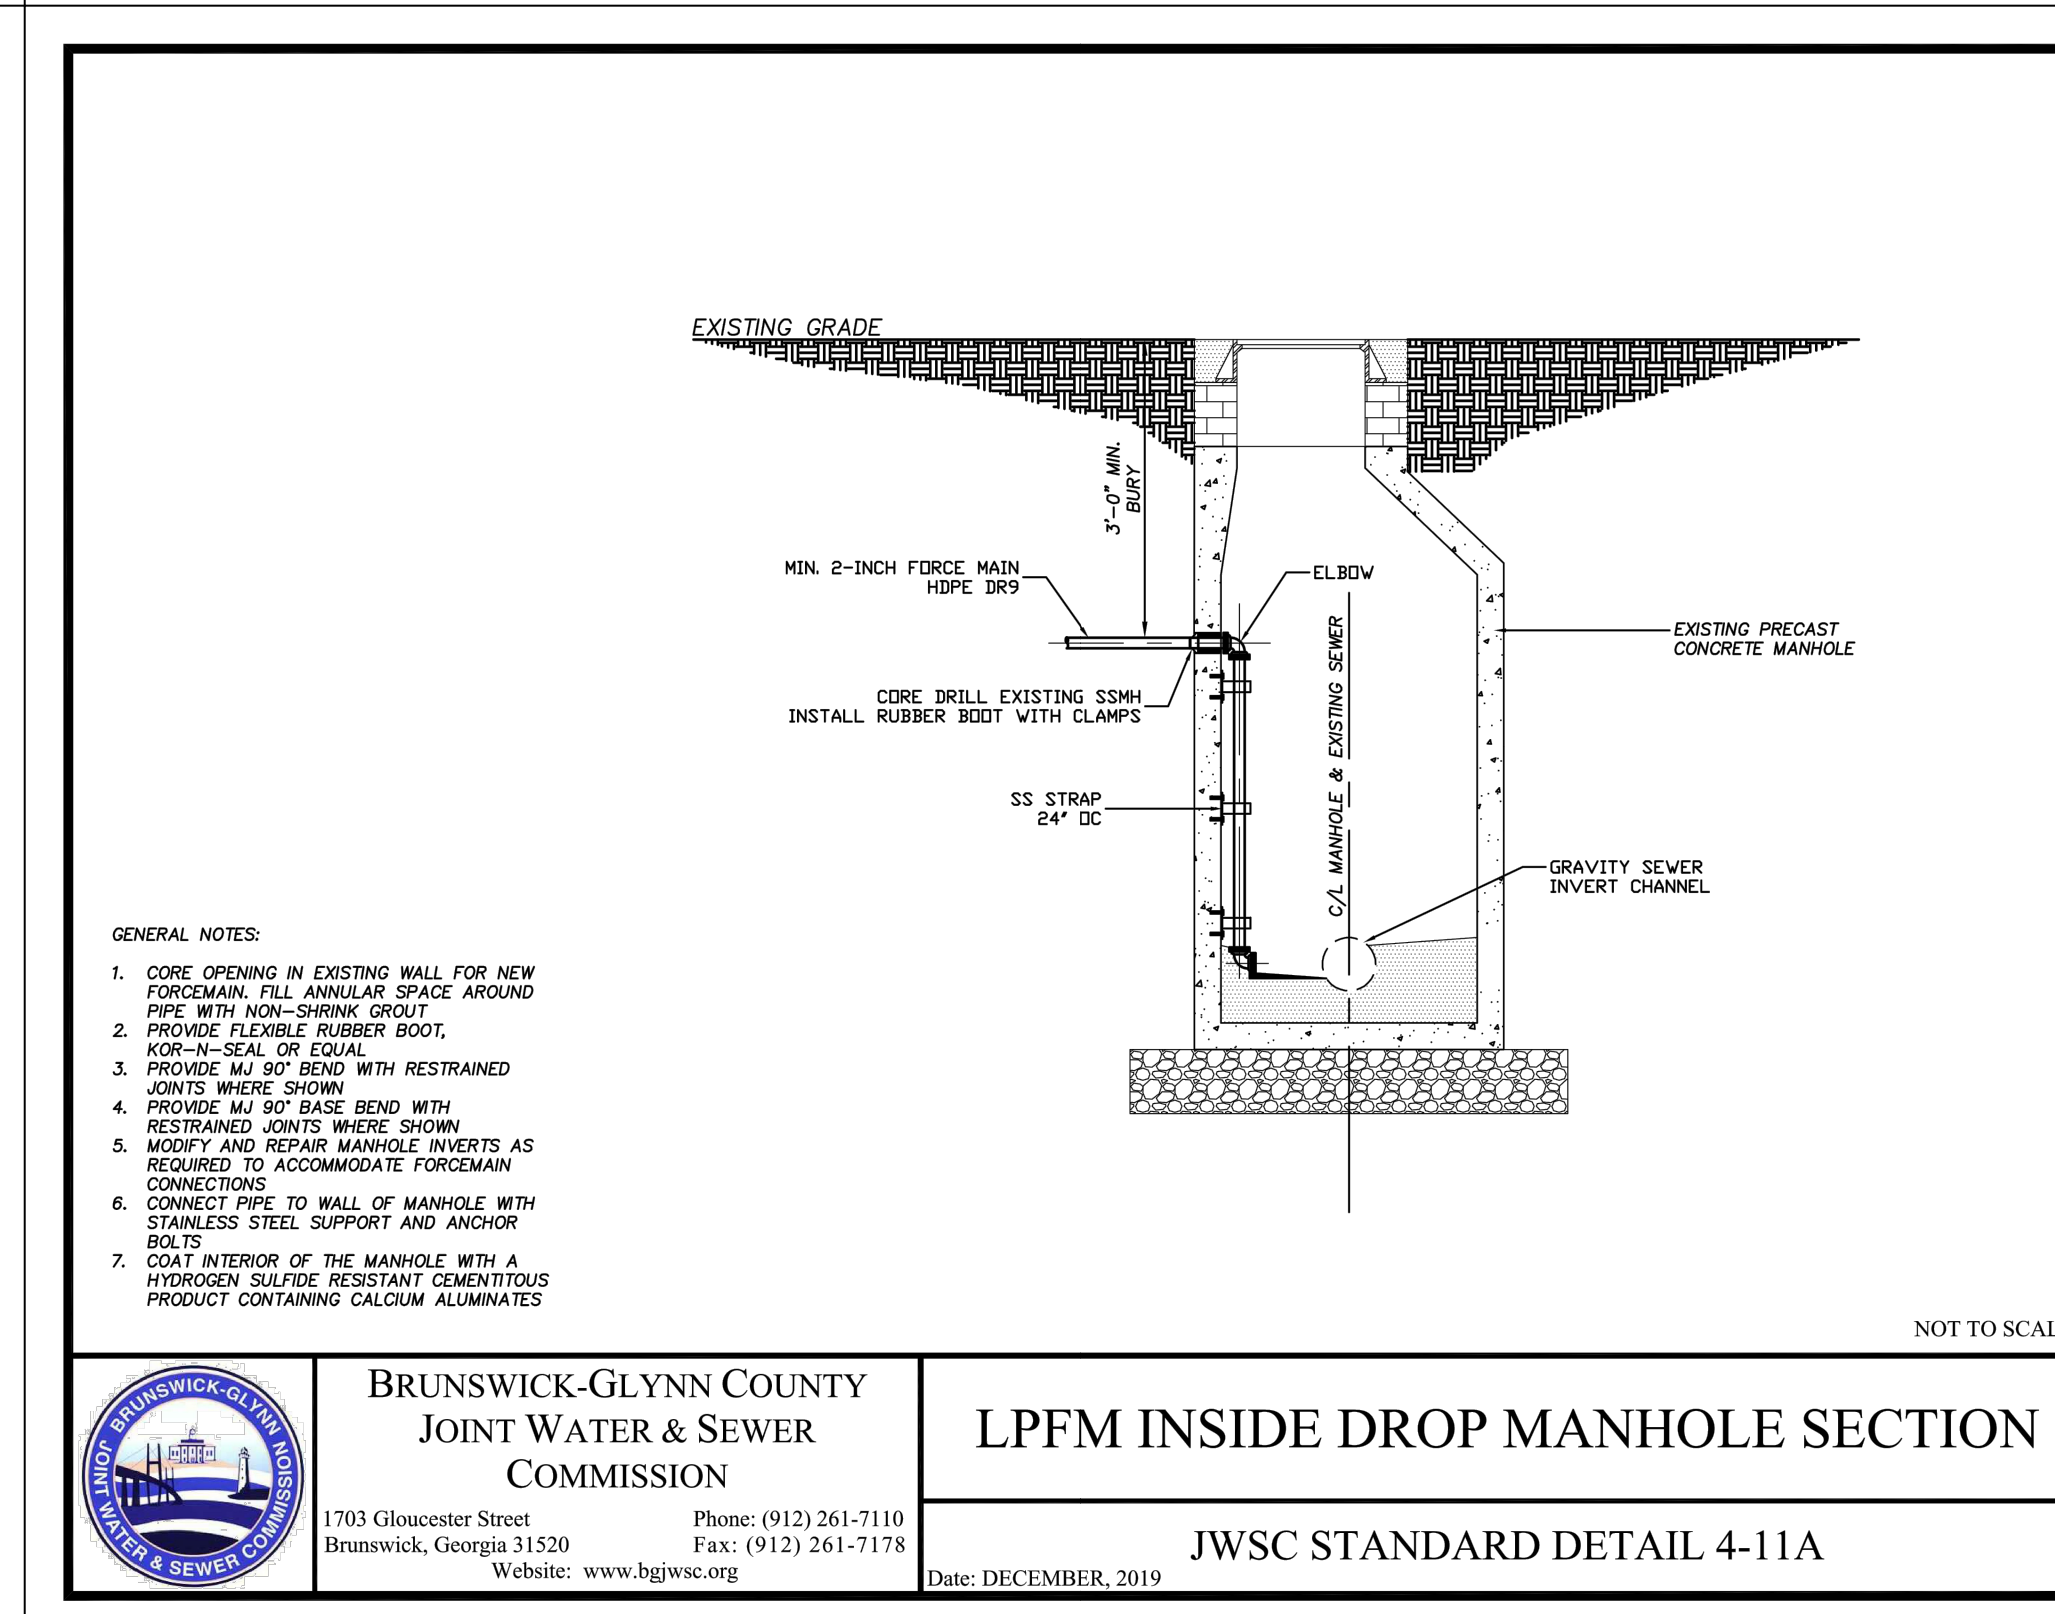 EXISTING GRADE
3'-0" MIN.
BURY
MIN. 2-INCH FORCE MAIN
HDPE DR9
ELBOW
C/L MANHOLE & EXISTING SEWER
EXISTING PRECAST
CONCRETE MANHOLE
CORE DRILL EXISTING SSMH
INSTALL RUBBER BOOT WITH CLAMPS
SS STRAP
24" OC
GRAVITY SEWER
INVERT CHANNEL
GENERAL NOTES:
1. CORE OPENING IN EXISTING WALL FOR NEW
FORCEMAIN. FILL ANNULAR SPACE AROUND
PIPE WITH NON-SHRINK GROUT
2. PROVIDE FLEXIBLE RUBBER BOOT,
KOR-N-SEAL OR EQUAL
3. PROVIDE MJ 90° BEND WITH RESTRAINED
JOINTS WHERE SHOWN
4. PROVIDE MJ 90° BASE BEND WITH
RESTRAINED JOINTS WHERE SHOWN
5. MODIFY AND REPAIR MANHOLE INVERTS AS
REQUIRED TO ACCOMMODATE FORCEMAIN
CONNECTIONS
6. CONNECT PIPE TO WALL OF MANHOLE WITH
STAINLESS STEEL SUPPORT AND ANCHOR
BOLTS
7. COAT INTERIOR OF THE MANHOLE WITH A
HYDROGEN SULFIDE RESISTANT CEMENTITOUS
PRODUCT CONTAINING CALCIUM ALUMINATES
NOT TO SCAL
BRUNSWICK-GLYNN COUNTY
JOINT WATER & SEWER
COMMISSION
1703 Gloucester Street
Brunswick, Georgia 31520
Phone: (912) 261-7110
Fax: (912) 261-7178
Website: www.bgjwsc.org
BRUNSWICK-GLYNN
JOINT WATER & SEWER COMMISSION
LPFM INSIDE DROP MANHOLE SECTION
JWSC STANDARD DETAIL 4-11A
Date: DECEMBER, 2019